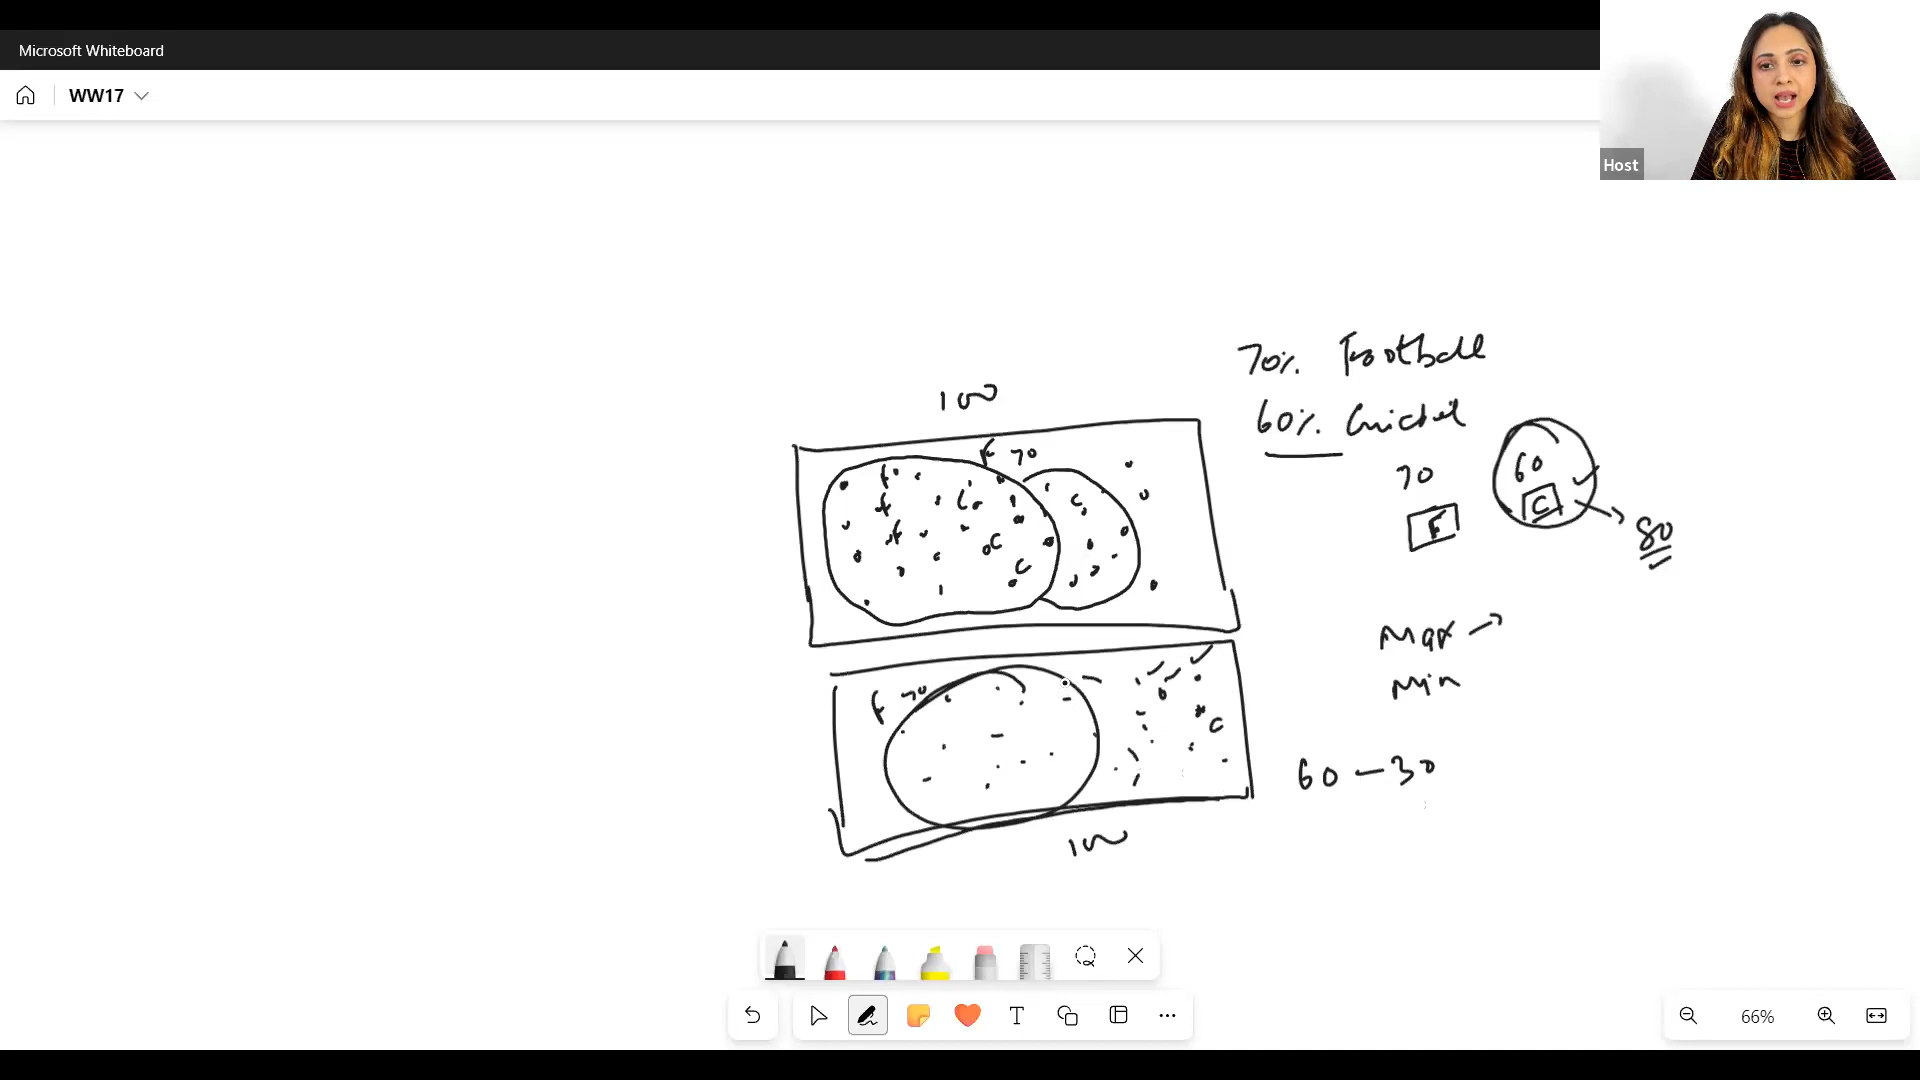 Microsoft Whiteboard
WW17
Host
70% Football
60% Cricket
100
F 70
F
F
F
C
C
C
C
70
F
60
C
80
Max →
Min
F 70
C
60 - 30
100
66%